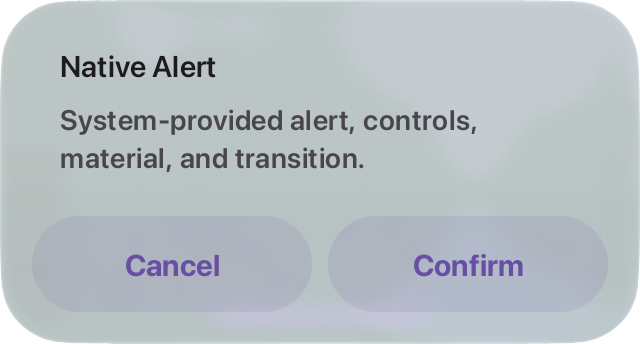 Native Alert
System-provided alert, controls,
material, and transition.
Cancel
Confirm